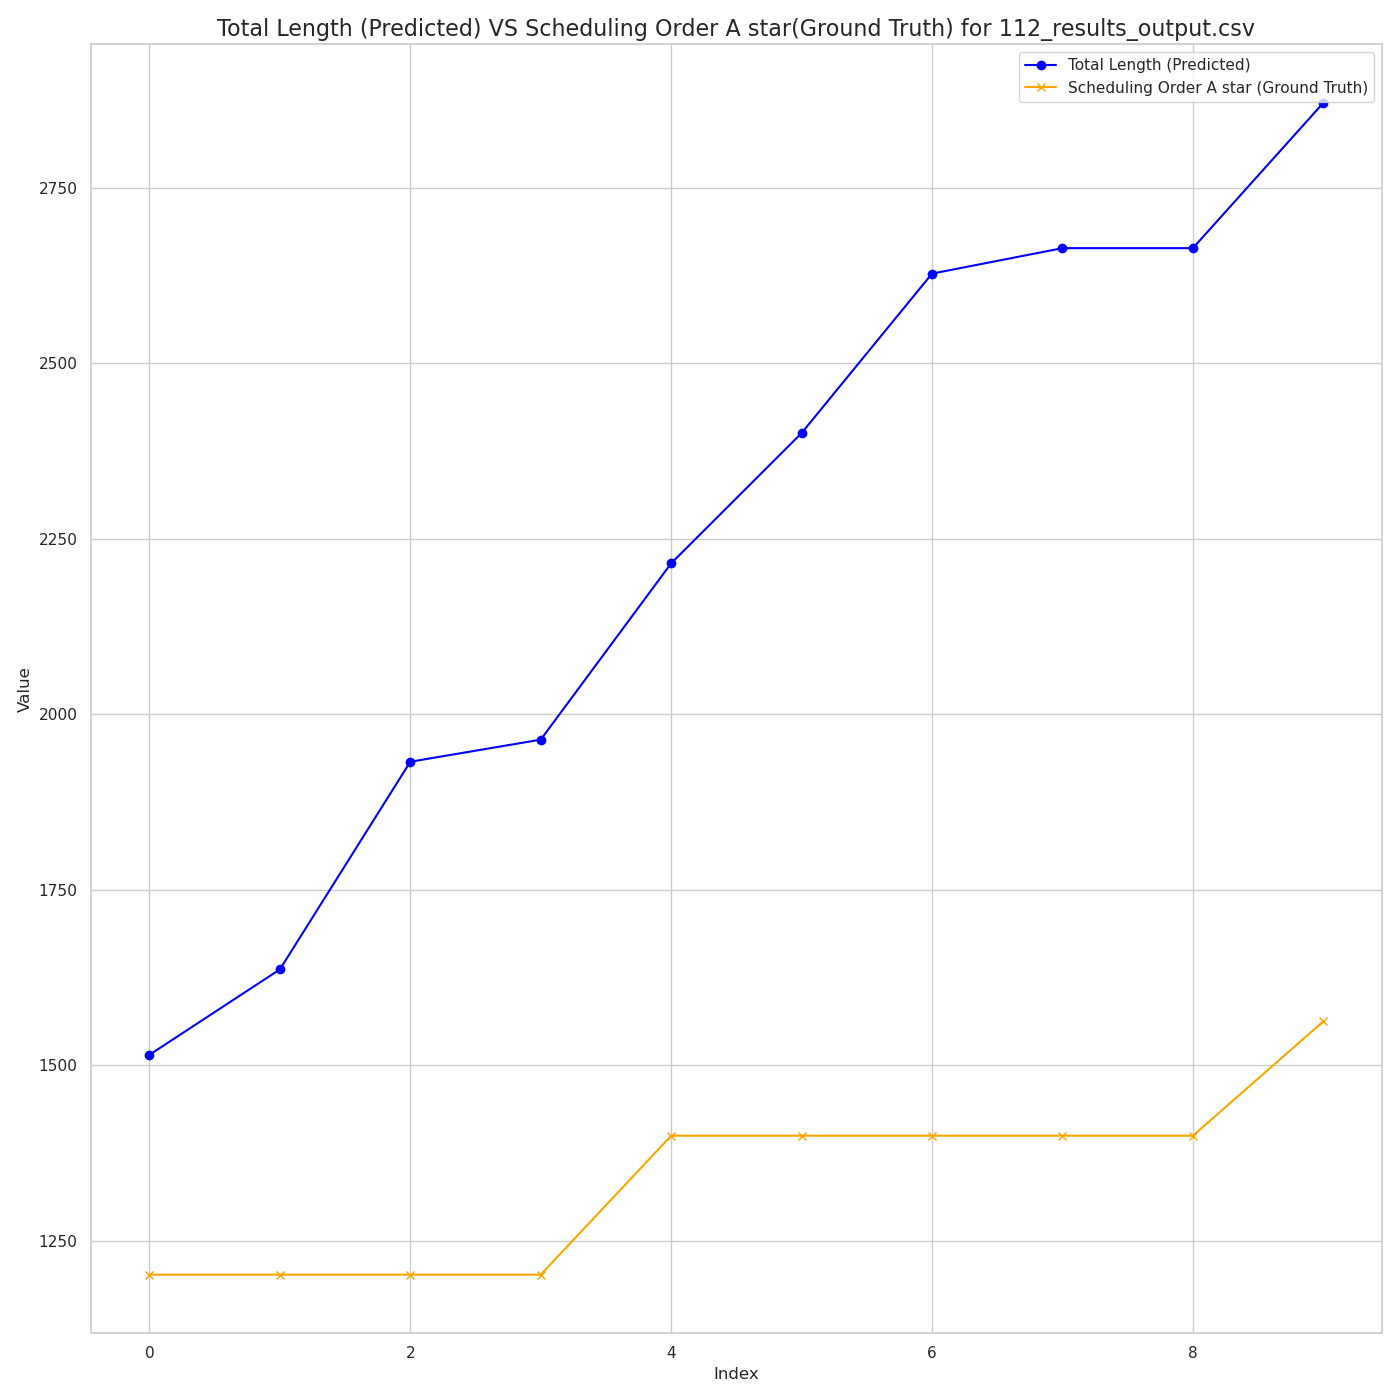 Total Length (Predicted) VS Scheduling Order A star(Ground Truth) for 112_results_output.csv
Total Length (Predicted)
Scheduling Order A star (Ground Truth)
2750
2500
2250
2000
1750
1500
1250
Value
0 2 4 6 8
Index